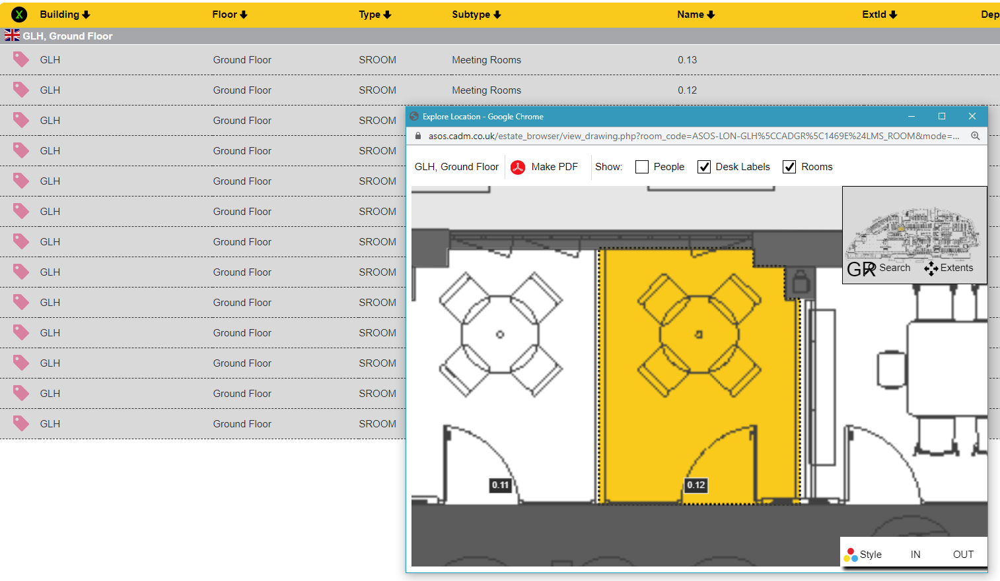 X Building Floor Type Subtype Name ExtId Dep
GLH, Ground Floor
GLH Ground Floor SROOM Meeting Rooms 0.13
GLH Ground Floor SROOM Meeting Rooms 0.12
GLH Ground Floor SROOM
GLH Ground Floor SROOM
GLH Ground Floor SROOM
GLH Ground Floor SROOM
GLH Ground Floor SROOM
GLH Ground Floor SROOM
GLH Ground Floor SROOM
GLH Ground Floor SROOM
GLH Ground Floor SROOM
GLH Ground Floor SROOM
GLH Ground Floor SROOM
Explore Location - Google Chrome
asos.cadm.co.uk/estate_browser/view_drawing.php?room_code=ASOS-LON-GLH%5CCADGR%5C1469E%24LMS_ROOM&mode=...
GLH, Ground Floor Make PDF Show: People Desk Labels Rooms
GR Search Extents
0.11 0.12
Style IN OUT